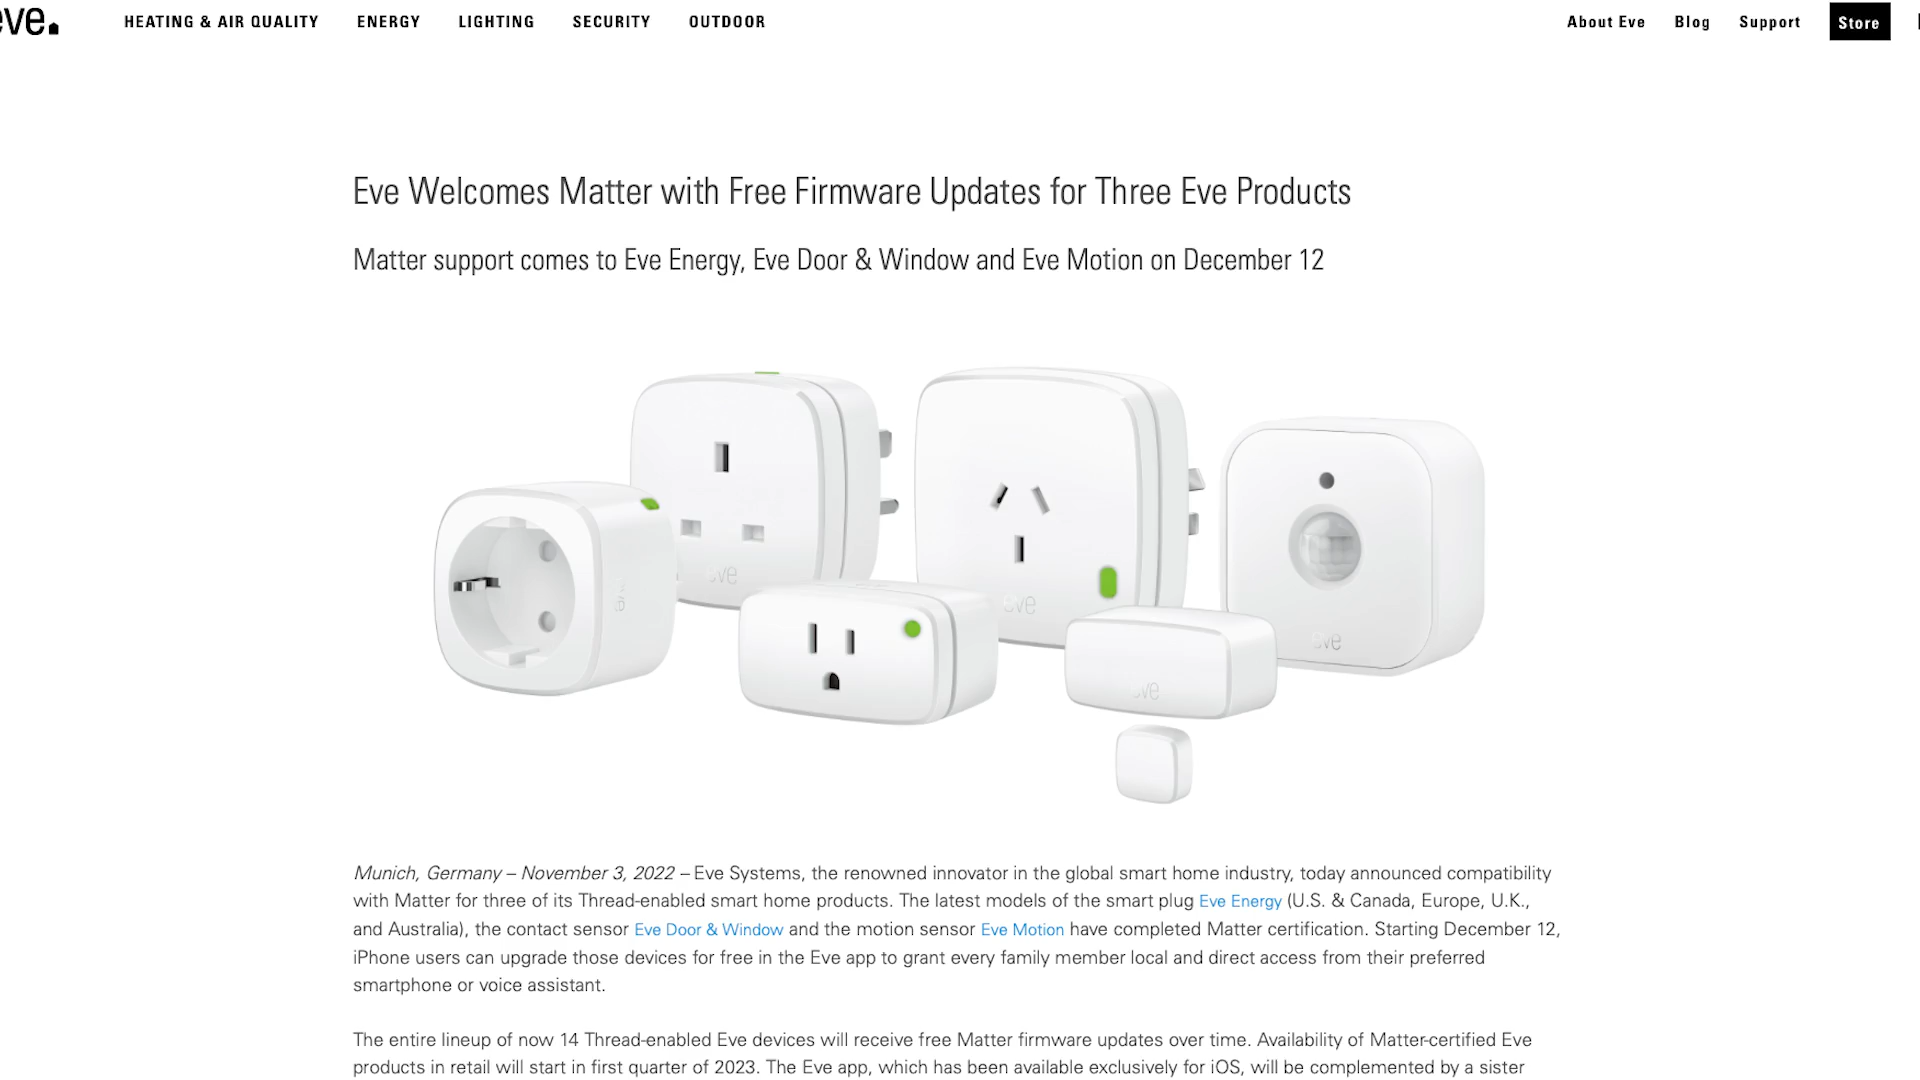 eve.
HEATING & AIR QUALITY ENERGY LIGHTING SECURITY OUTDOOR About Eve Blog Support Store
Eve Welcomes Matter with Free Firmware Updates for Three Eve Products
Matter support comes to Eve Energy, Eve Door & Window and Eve Motion on December 12
eve
eve
eve
eve
eve
Munich, Germany – November 3, 2022 – Eve Systems, the renowned innovator in the global smart home industry, today announced compatibility
with Matter for three of its Thread-enabled smart home products. The latest models of the smart plug Eve Energy (U.S. & Canada, Europe, U.K.,
and Australia), the contact sensor Eve Door & Window and the motion sensor Eve Motion have completed Matter certification. Starting December 12,
iPhone users can upgrade those devices for free in the Eve app to grant every family member local and direct access from their preferred
smartphone or voice assistant.
The entire lineup of now 14 Thread-enabled Eve devices will receive free Matter firmware updates over time. Availability of Matter-certified Eve
products in retail will start in first quarter of 2023. The Eve app, which has been available exclusively for iOS, will be complemented by a sister